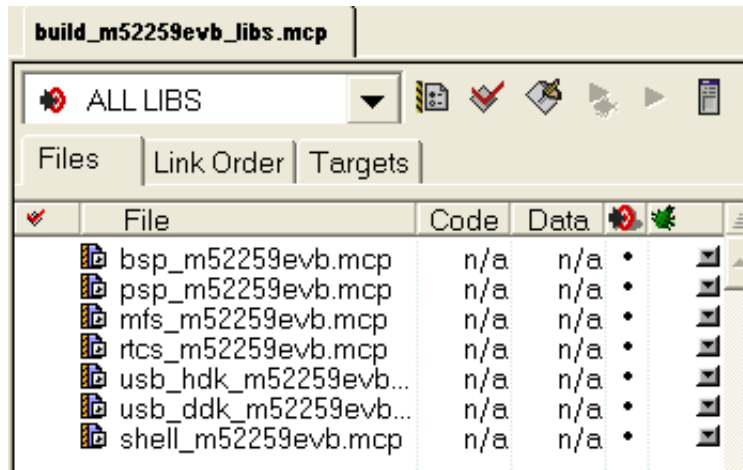 build_m52259evb_libs.mcp
ALL LIBS
Files Link Order Targets
File Code Data
bsp_m52259evb.mcp n/a n/a
psp_m52259evb.mcp n/a n/a
mfs_m52259evb.mcp n/a n/a
rtcs_m52259evb.mcp n/a n/a
usb_hdk_m52259evb... n/a n/a
usb_ddk_m52259evb... n/a n/a
shell_m52259evb.mcp n/a n/a